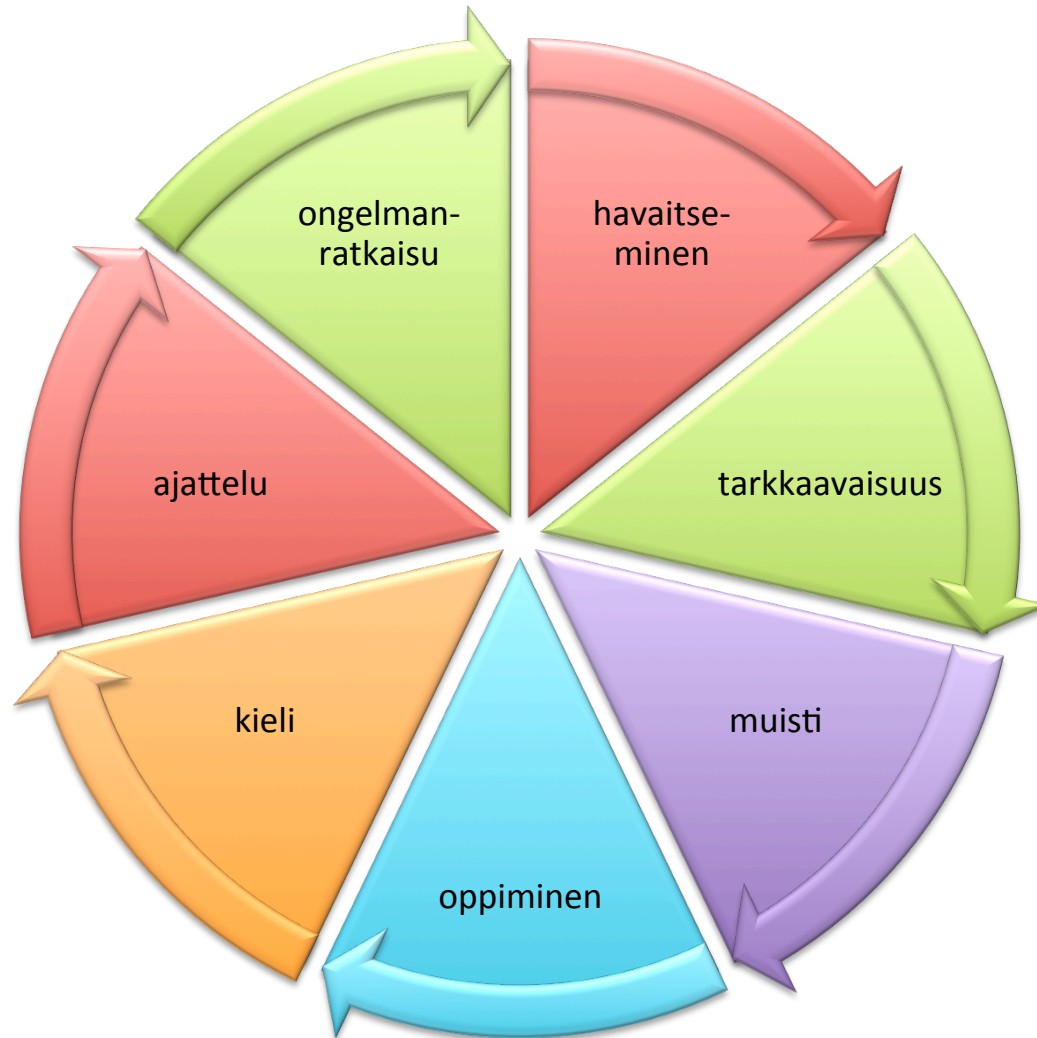 havaitse-
minen
tarkkaavaisuus
muisti
oppiminen
kieli
ajattelu
ongelman-
ratkaisu